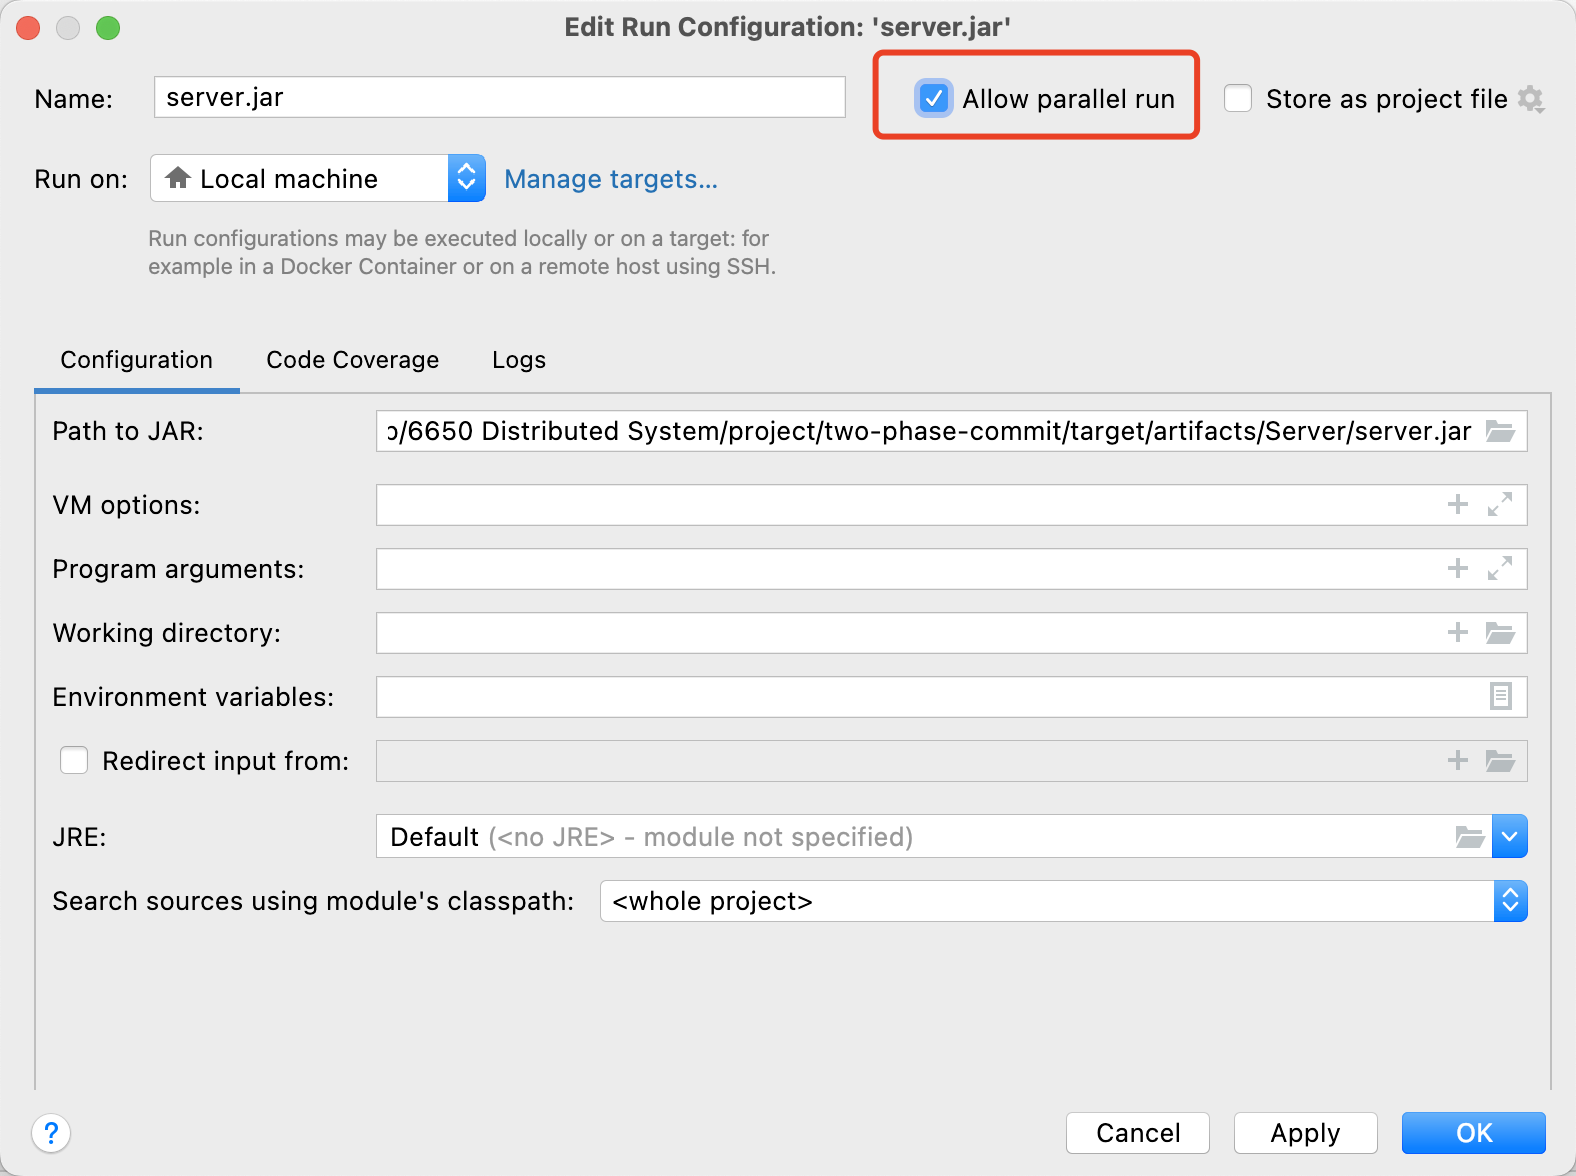 Edit Run Configuration: 'server.jar'
Name: server.jar Allow parallel run Store as project file
Run on: Local machine Manage targets...
Run configurations may be executed locally or on a target: for
example in a Docker Container or on a remote host using SSH.
Configuration Code Coverage Logs
Path to JAR: /6650 Distributed System/project/two-phase-commit/target/artifacts/Server/server.jar
VM options:
Program arguments:
Working directory:
Environment variables:
Redirect input from:
JRE: Default (<no JRE> - module not specified)
Search sources using module's classpath: <whole project>
? Cancel Apply OK